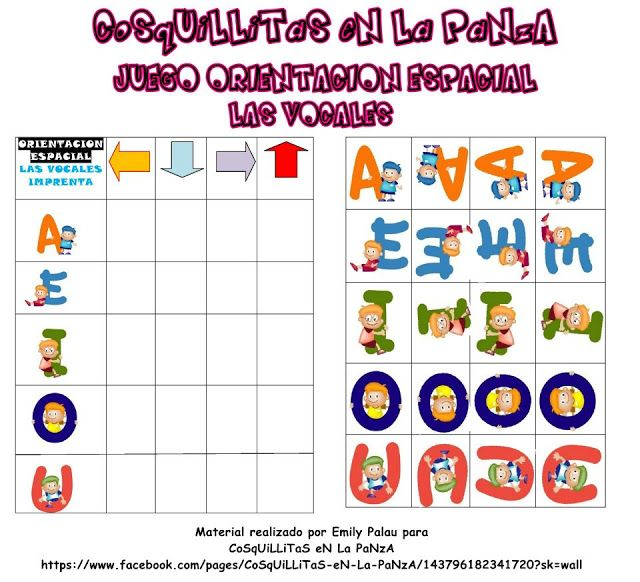 CoSqUiLLiTaS eN La PaNzA
JUEGO ORIENTACION ESPACIAL
LAS VOCALES
ORIENTACION
ESPACIAL
LAS VOCALES
IMPRENTA
A
E
I
O
U
A A A A
E E E E
I I I I
O O O O
U U U U
Material realizado por Emily Palau para
CoSqUiLLiTaS eN La PaNzA
https://www.facebook.com/pages/CoSqUiLLiTaS-eN-La-PaNzA/143796182341720?sk=wall